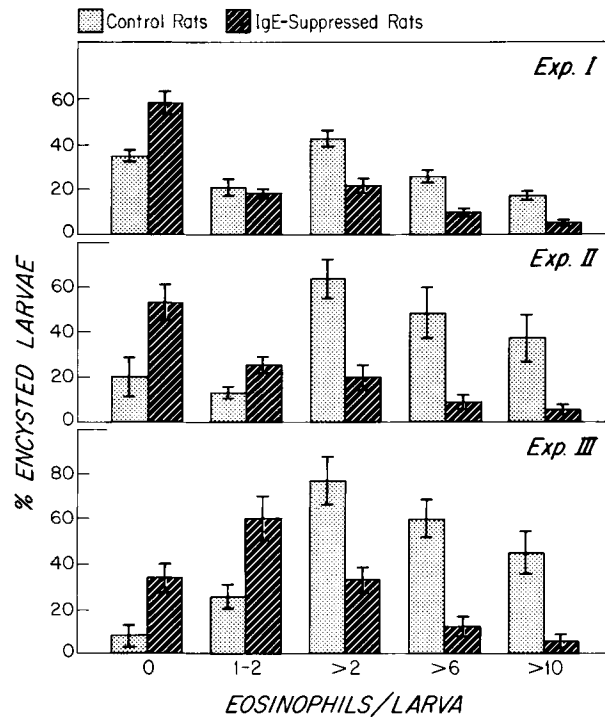 Control Rats IgE-Suppressed Rats
Exp. I
60
40
20
0
Exp. II
60
40
20
0
Exp. III
80
60
40
20
0
% ENCYSTED LARVAE
0 1-2 >2 >6 >10
EOSINOPHILS/LARVA